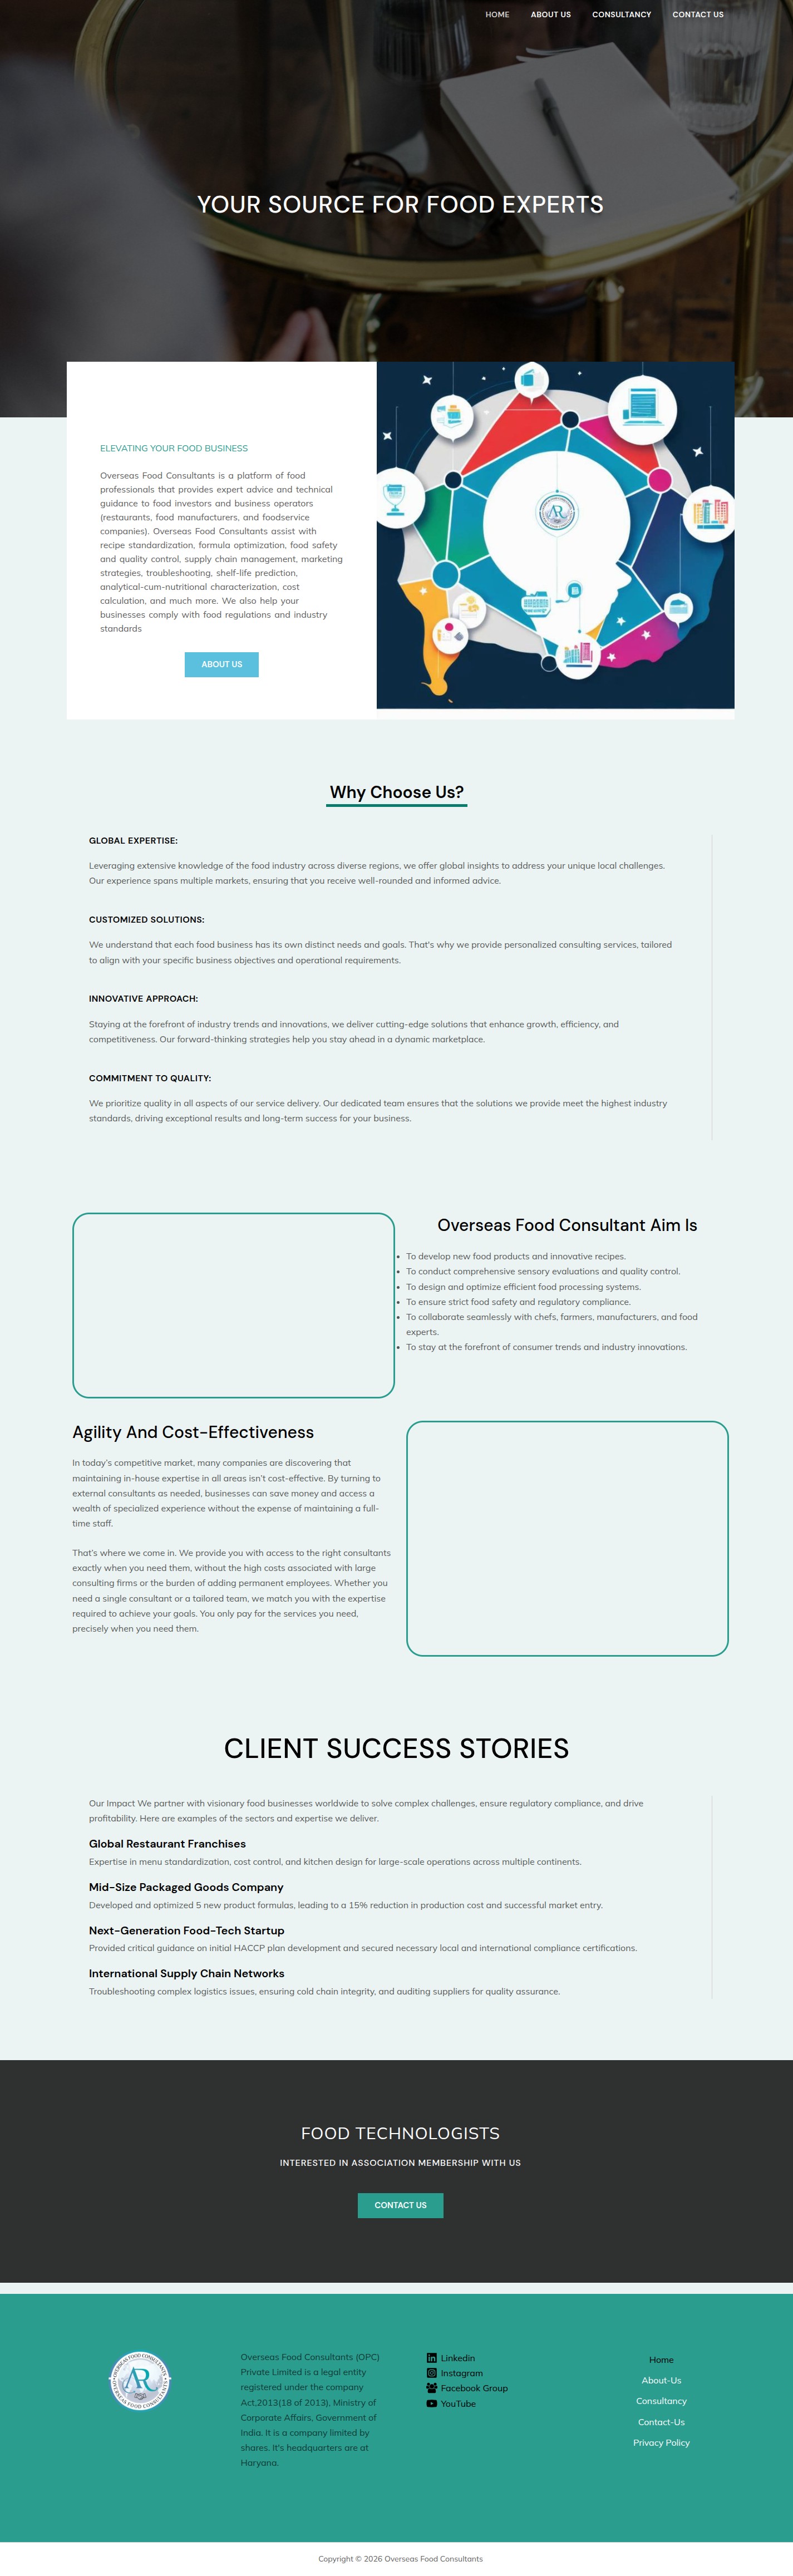 HOME ABOUT US CONSULTANCY CONTACT US
YOUR SOURCE FOR FOOD EXPERTS
ELEVATING YOUR FOOD BUSINESS
Overseas Food Consultants is a platform of food
professionals that provides expert advice and technical
guidance to food investors and business operators
(restaurants, food manufacturers, and foodservice
companies). Overseas Food Consultants assist with
recipe standardization, formula optimization, food safety
and quality control, supply chain management, marketing
strategies, troubleshooting, shelf-life prediction,
analytical-cum-nutritional characterization, cost
calculation, and much more. We also help your
businesses comply with food regulations and industry
standards
ABOUT US
AR
Why Choose Us?
GLOBAL EXPERTISE:
Leveraging extensive knowledge of the food industry across diverse regions, we offer global insights to address your unique local challenges.
Our experience spans multiple markets, ensuring that you receive well-rounded and informed advice.
CUSTOMIZED SOLUTIONS:
We understand that each food business has its own distinct needs and goals. That's why we provide personalized consulting services, tailored
to align with your specific business objectives and operational requirements.
INNOVATIVE APPROACH:
Staying at the forefront of industry trends and innovations, we deliver cutting-edge solutions that enhance growth, efficiency, and
competitiveness. Our forward-thinking strategies help you stay ahead in a dynamic marketplace.
COMMITMENT TO QUALITY:
We prioritize quality in all aspects of our service delivery. Our dedicated team ensures that the solutions we provide meet the highest industry
standards, driving exceptional results and long-term success for your business.
Overseas Food Consultant Aim Is
• To develop new food products and innovative recipes.
• To conduct comprehensive sensory evaluations and quality control.
• To design and optimize efficient food processing systems.
• To ensure strict food safety and regulatory compliance.
• To collaborate seamlessly with chefs, farmers, manufacturers, and food
experts.
• To stay at the forefront of consumer trends and industry innovations.
Agility And Cost-Effectiveness
In today's competitive market, many companies are discovering that
maintaining in-house expertise in all areas isn't cost-effective. By turning to
external consultants as needed, businesses can save money and access a
wealth of specialized experience without the expense of maintaining a full-
time staff.
That's where we come in. We provide you with access to the right consultants
exactly when you need them, without the high costs associated with large
consulting firms or the burden of adding permanent employees. Whether you
need a single consultant or a tailored team, we match you with the expertise
required to achieve your goals. You only pay for the services you need,
precisely when you need them.
CLIENT SUCCESS STORIES
Our Impact We partner with visionary food businesses worldwide to solve complex challenges, ensure regulatory compliance, and drive
profitability. Here are examples of the sectors and expertise we deliver.
Global Restaurant Franchises
Expertise in menu standardization, cost control, and kitchen design for large-scale operations across multiple continents.
Mid-Size Packaged Goods Company
Developed and optimized 5 new product formulas, leading to a 15% reduction in production cost and successful market entry.
Next-Generation Food-Tech Startup
Provided critical guidance on initial HACCP plan development and secured necessary local and international compliance certifications.
International Supply Chain Networks
Troubleshooting complex logistics issues, ensuring cold chain integrity, and auditing suppliers for quality assurance.
FOOD TECHNOLOGISTS
INTERESTED IN ASSOCIATION MEMBERSHIP WITH US
CONTACT US
OVERSEAS FOOD CONSULTANTS
AR
OVERSEAS FOOD CONSULTANTS
Overseas Food Consultants (OPC)
Private Limited is a legal entity
registered under the company
Act,2013(18 of 2013), Ministry of
Corporate Affairs, Government of
India. It is a company limited by
shares. It's headquarters are at
Haryana.
Linkedin
Instagram
Facebook Group
YouTube
Home
About-Us
Consultancy
Contact-Us
Privacy Policy
Copyright © 2026 Overseas Food Consultants